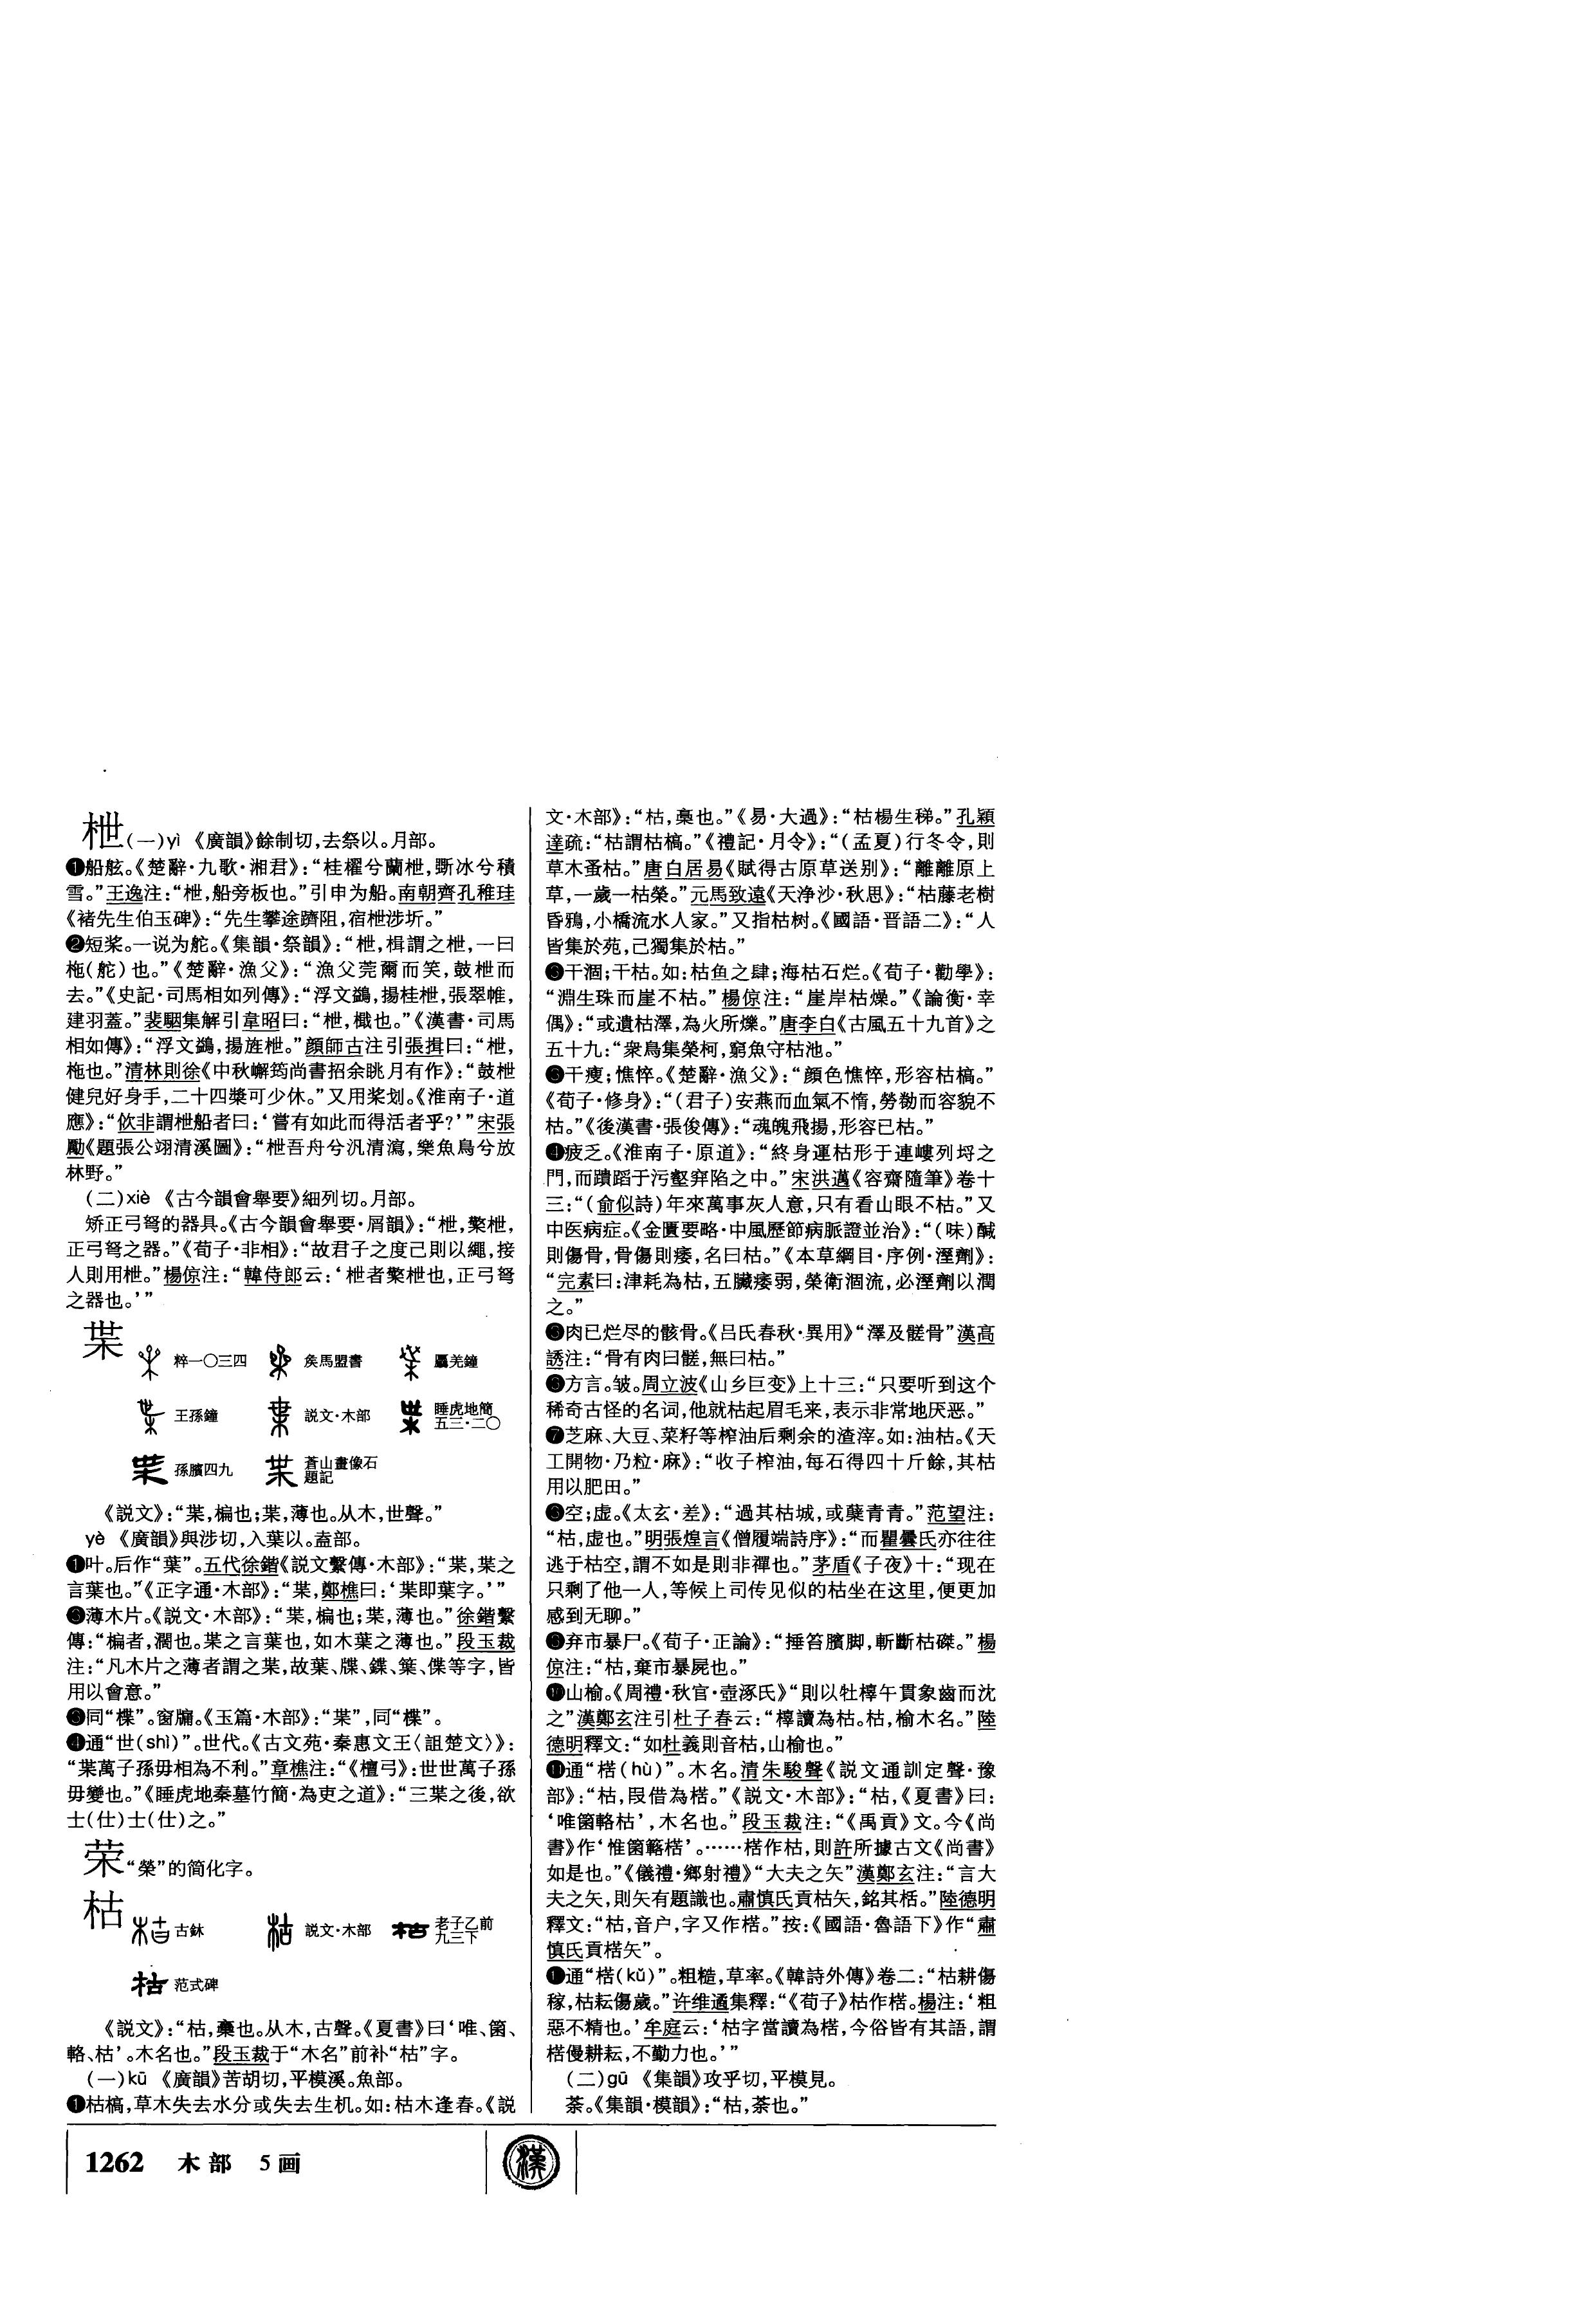 枻(一)yì 《廣韻》餘制切,去祭以。月部。
❶船舷。《楚辭·九歌·湘君》:“桂櫂兮蘭枻,斲冰兮積
雪。”王逸注:“枻,船旁板也。”引申为船。南朝齊孔稚珪
《褚先生伯玉碑》:“先生攀途躋阻,宿枻涉圻。”
❷短桨。一说为舵。《集韻·祭韻》:“枻,楫謂之枻,一曰
柂(舵)也。”《楚辭·漁父》:“漁父莞爾而笑,鼓枻而
去。”《史記·司馬相如列傳》:“浮文鷁,揚桂枻,張翠帷,
建羽蓋。”裴駰集解引韋昭曰:“枻,檝也。”《漢書·司馬
相如傳》:“浮文鷁,揚旌枻。”顔師古注引張揖曰:“枻,
柂也。”清林則徐《中秋嶰筠尚書招余眺月有作》:“鼓枻
健兒好身手,二十四槳可少休。”又用桨划。《淮南子·道
應》:“佽非謂枻船者曰:‘嘗有如此而得活者乎?’”宋張
勵《題張公翊清溪圖》:“枻吾舟兮汎清瀉,樂魚鳥兮放
林野。”
(二)xiè 《古今韻會舉要》細列切。月部。
矫正弓弩的器具。《古今韻會舉要·屑韻》:“枻,檠枻,
正弓弩之器。”《荀子·非相》:“故君子之度己則以繩,接
人則用枻。”楊倞注:“韓侍郎云:‘枻者檠枻也,正弓弩
之器也。’”
枼 粹一〇三四 侯馬盟書 𠫑羌鐘
王孫鐘 説文·木部 睡虎地簡五三·二〇
孫臏四九 蒼山畫像石題記
《説文》:“枼,楄也;枼,薄也。从木,世聲。”
yè 《廣韻》與涉切,入葉以。盍部。
❶叶。后作“葉”。五代徐鍇《説文繫傳·木部》:“枼,枼之
言葉也。”《正字通·木部》:“枼,鄭樵曰:‘枼即葉字。’”
❷薄木片。《説文·木部》:“枼,楄也;枼,薄也。”徐鍇繫
傳:“楄者,㵎也。枼之言葉也,如木葉之薄也。”段玉裁
注:“凡木片之薄者謂之枼,故葉、牒、鍱、䈎、偞等字,皆
用以會意。”
❸同“楪”。窗牖。《玉篇·木部》:“枼”,同“楪”。
❹通“世(shì)”。世代。《古文苑·秦惠文王〈詛楚文〉》:
“枼萬子孫毋相為不利。”章樵注:“《檀弓》:世世萬子孫
毋變也。”《睡虎地秦墓竹簡·為吏之道》:“三枼之後,欲
士(仕)士(仕)之。”
荣“榮”的简化字。
枯 古鉢 説文·木部 老子乙前九三下
范式碑
《説文》:“枯,槀也。从木,古聲。《夏書》曰‘唯、箘、
輅、枯’。木名也。”段玉裁于“木名”前补“枯”字。
(一)kū 《廣韻》苦胡切,平模溪。魚部。
❶枯槁,草木失去水分或失去生机。如:枯木逢春。《説
文·木部》:“枯,槀也。”《易·大過》:“枯楊生稊。”孔穎
達疏:“枯謂枯槁。”《禮記·月令》:“(孟夏)行冬令,則
草木蚤枯。”唐白居易《賦得古原草送别》:“離離原上
草,一歲一枯榮。”元馬致遠《天净沙·秋思》:“枯藤老樹
昏鴉,小橋流水人家。”又指枯树。《國語·晋語二》:“人
皆集於苑,己獨集於枯。”
❷干涸;干枯。如:枯鱼之肆;海枯石烂。《荀子·勸學》:
“淵生珠而崖不枯。”楊倞注:“崖岸枯燥。”《論衡·幸
偶》:“或遺枯澤,為火所爍。”唐李白《古風五十九首》之
五十九:“衆鳥集榮柯,窮魚守枯池。”
❸干瘦;憔悴。《楚辭·漁父》:“顔色憔悴,形容枯槁。”
《荀子·修身》:“(君子)安燕而血氣不惰,勞勌而容貌不
枯。”《後漢書·張俊傳》:“魂魄飛揚,形容已枯。”
❹疲乏。《淮南子·原道》:“終身運枯形于連嶁列埒之
門,而蹪蹈于污壑穽陷之中。”宋洪邁《容齋隨筆》卷十
三:“(俞似詩)年來萬事灰人意,只有看山眼不枯。”又
中医病症。《金匱要略·中風歷節病脈證並治》:“(味)鹹
則傷骨,骨傷則痿,名曰枯。”《本草綱目·序例·溼劑》:
“完素曰:津耗為枯,五臟痿弱,榮衛涸流,必溼劑以潤
之。”
❺肉已烂尽的骸骨。《吕氏春秋·異用》“澤及髊骨”漢高
誘注:“骨有肉曰髊,無曰枯。”
❻方言。皱。周立波《山乡巨变》上十三:“只要听到这个
稀奇古怪的名词,他就枯起眉毛来,表示非常地厌恶。”
❼芝麻、大豆、菜籽等榨油后剩余的渣滓。如:油枯。《天
工開物·乃粒·麻》:“收子榨油,每石得四十斤餘,其枯
用以肥田。”
❽空;虚。《太玄·差》:“過其枯城,或蘖青青。”范望注:
“枯,虚也。”明張煌言《僧履端詩序》:“而瞿曇氏亦往往
逃于枯空,謂不如是則非禪也。”茅盾《子夜》十:“现在
只剩了他一人,等候上司传见似的枯坐在这里,便更加
感到无聊。”
❾弃市暴尸。《荀子·正論》:“捶笞臏脚,斬斷枯磔。”楊
倞注:“枯,棄市暴屍也。”
❿山榆。《周禮·秋官·壺涿氏》“則以牡橭午貫象齒而沈
之”漢鄭玄注引杜子春云:“橭讀為枯。枯,榆木名。”陸
德明釋文:“如杜義則音枯,山榆也。”
⓫通“楛(hù)”。木名。清朱駿聲《説文通訓定聲·豫
部》:“枯,叚借為楛。”《説文·木部》:“枯,《夏書》曰:
‘唯箘輅枯’,木名也。”段玉裁注:“《禹貢》文。今《尚
書》作‘惟箘簵楛’。……楛作枯,則許所據古文《尚書》
如是也。”《儀禮·鄉射禮》“大夫之矢”漢鄭玄注:“言大
夫之矢,則矢有題識也。肅慎氏貢枯矢,銘其栝。”陸德明
釋文:“枯,音户,字又作楛。”按:《國語·魯語下》作“肅
慎氏貢楛矢”。
⓬通“楛(kǔ)”。粗糙,草率。《韓詩外傳》卷二:“枯耕傷
稼,枯耘傷歲。”许维遹集釋:“《荀子》枯作楛。楊注:‘粗
惡不精也。’牟庭云:‘枯字當讀為楛,今俗皆有其語,謂
楛僈耕耘,不勤力也。’”
(二)gū 《集韻》攻乎切,平模見。
荼。《集韻·模韻》:“枯,荼也。”
1262 木部 5画 漢